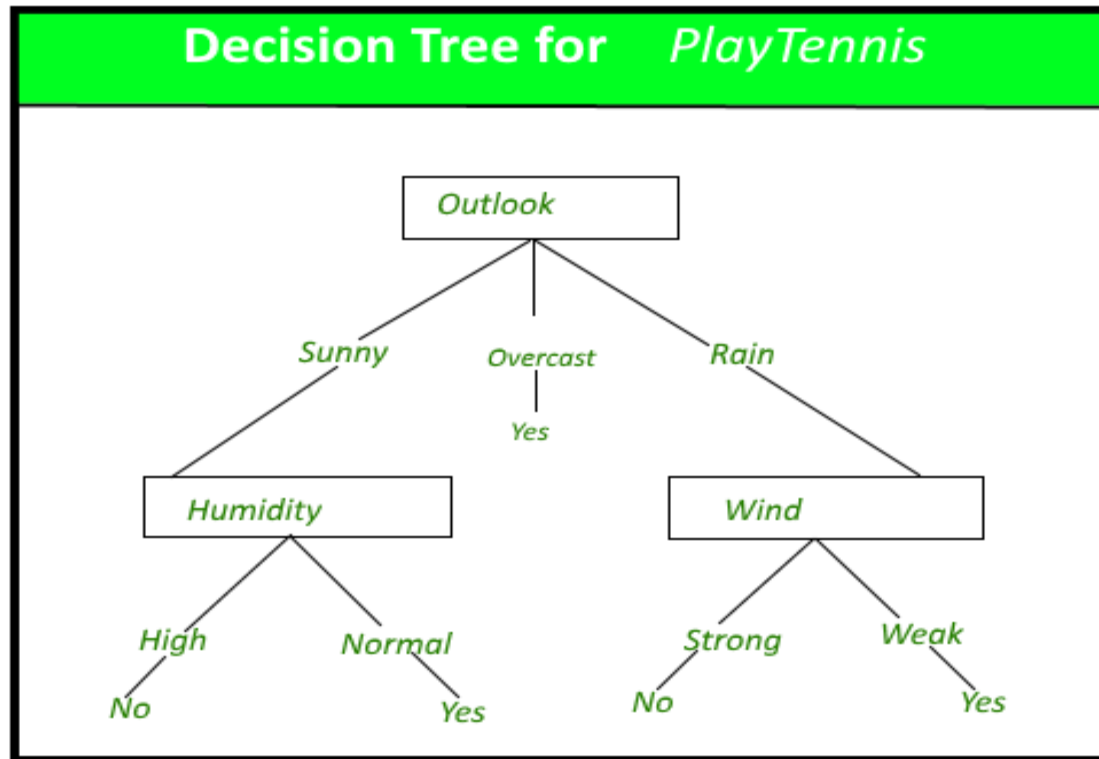 Decision Tree for PlayTennis
Outlook
Sunny
Overcast
Rain
Yes
Humidity
Wind
High
Normal
Strong
Weak
No
Yes
No
Yes